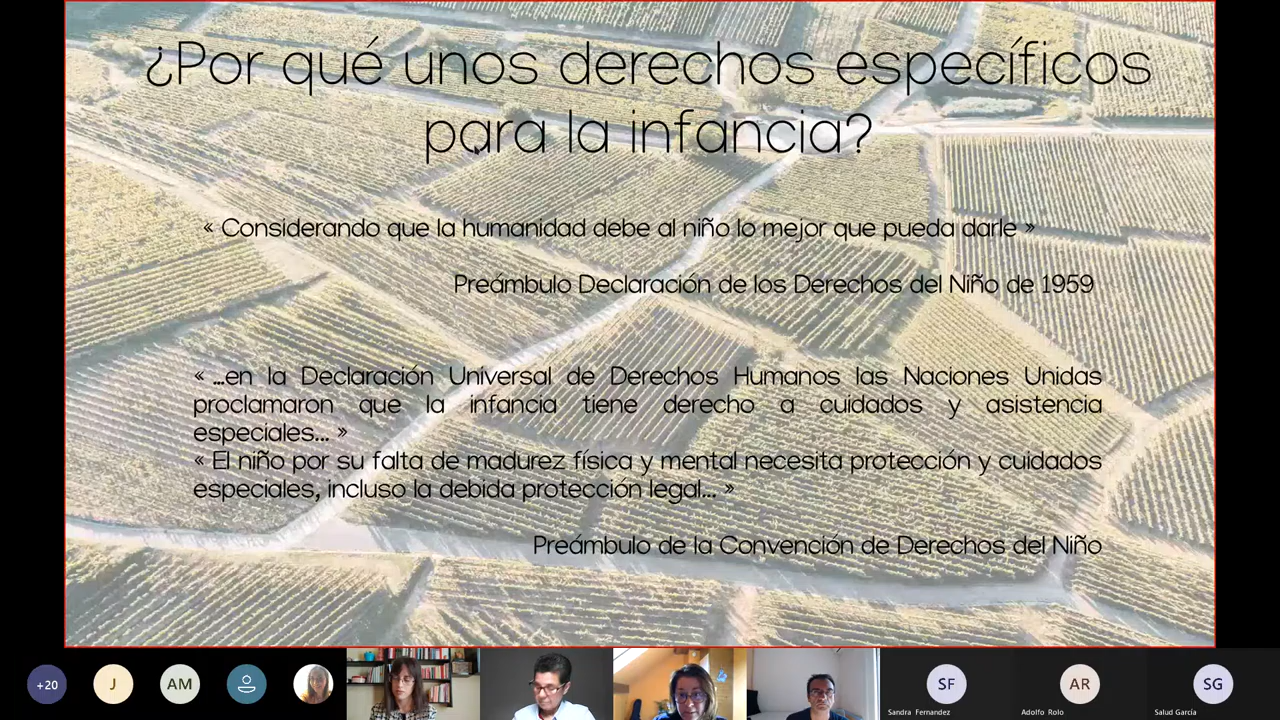 ¿Por qué unos derechos específicos
para la infancia?
« Considerando que la humanidad debe al niño lo mejor que pueda darle »
Preámbulo Declaración de los Derechos del Niño de 1959
« ...en la Declaración Universal de Derechos Humanos las Naciones Unidas
proclamaron que la infancia tiene derecho a cuidados y asistencia
especiales... »
« El niño por su falta de madurez física y mental necesita protección y cuidados
especiales, incluso la debida protección legal... »
Preámbulo de la Convención de Derechos del Niño
+20
J
AM
SF
AR
SG
Sandra Fernandez
Adolfo Rolo
Salud García